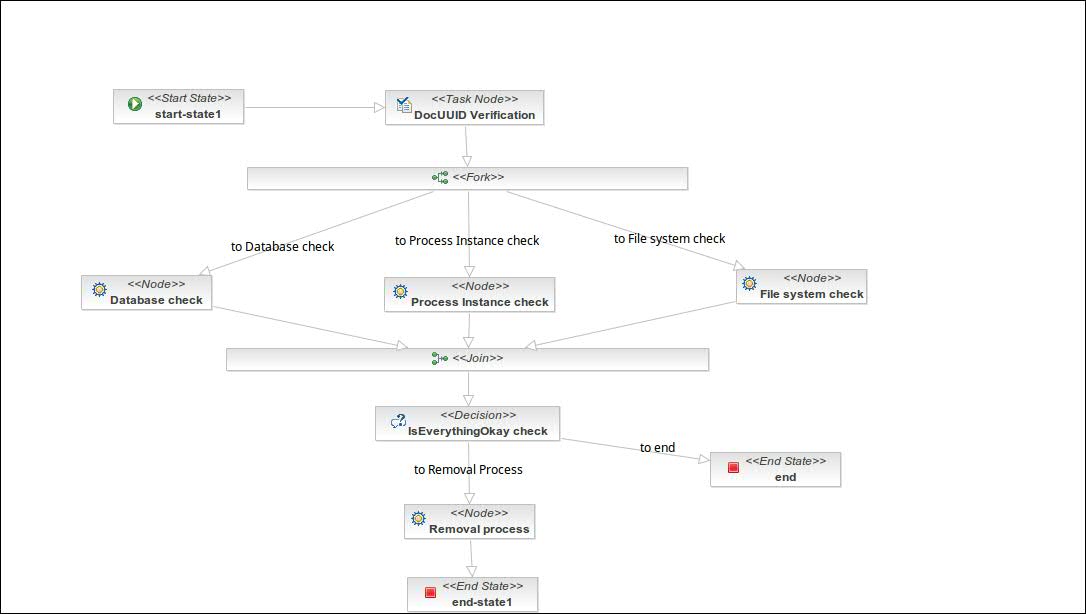 <<Start State>>
start-state1
<<Task Node>>
DocUUID Verification
<<Fork>>
to Database check
to Process Instance check
to File system check
<<Node>>
Database check
<<Node>>
Process Instance check
<<Node>>
File system check
<<Join>>
<<Decision>>
IsEverythingOkay check
to end
to Removal Process
<<End State>>
end
<<Node>>
Removal process
<<End State>>
end-state1